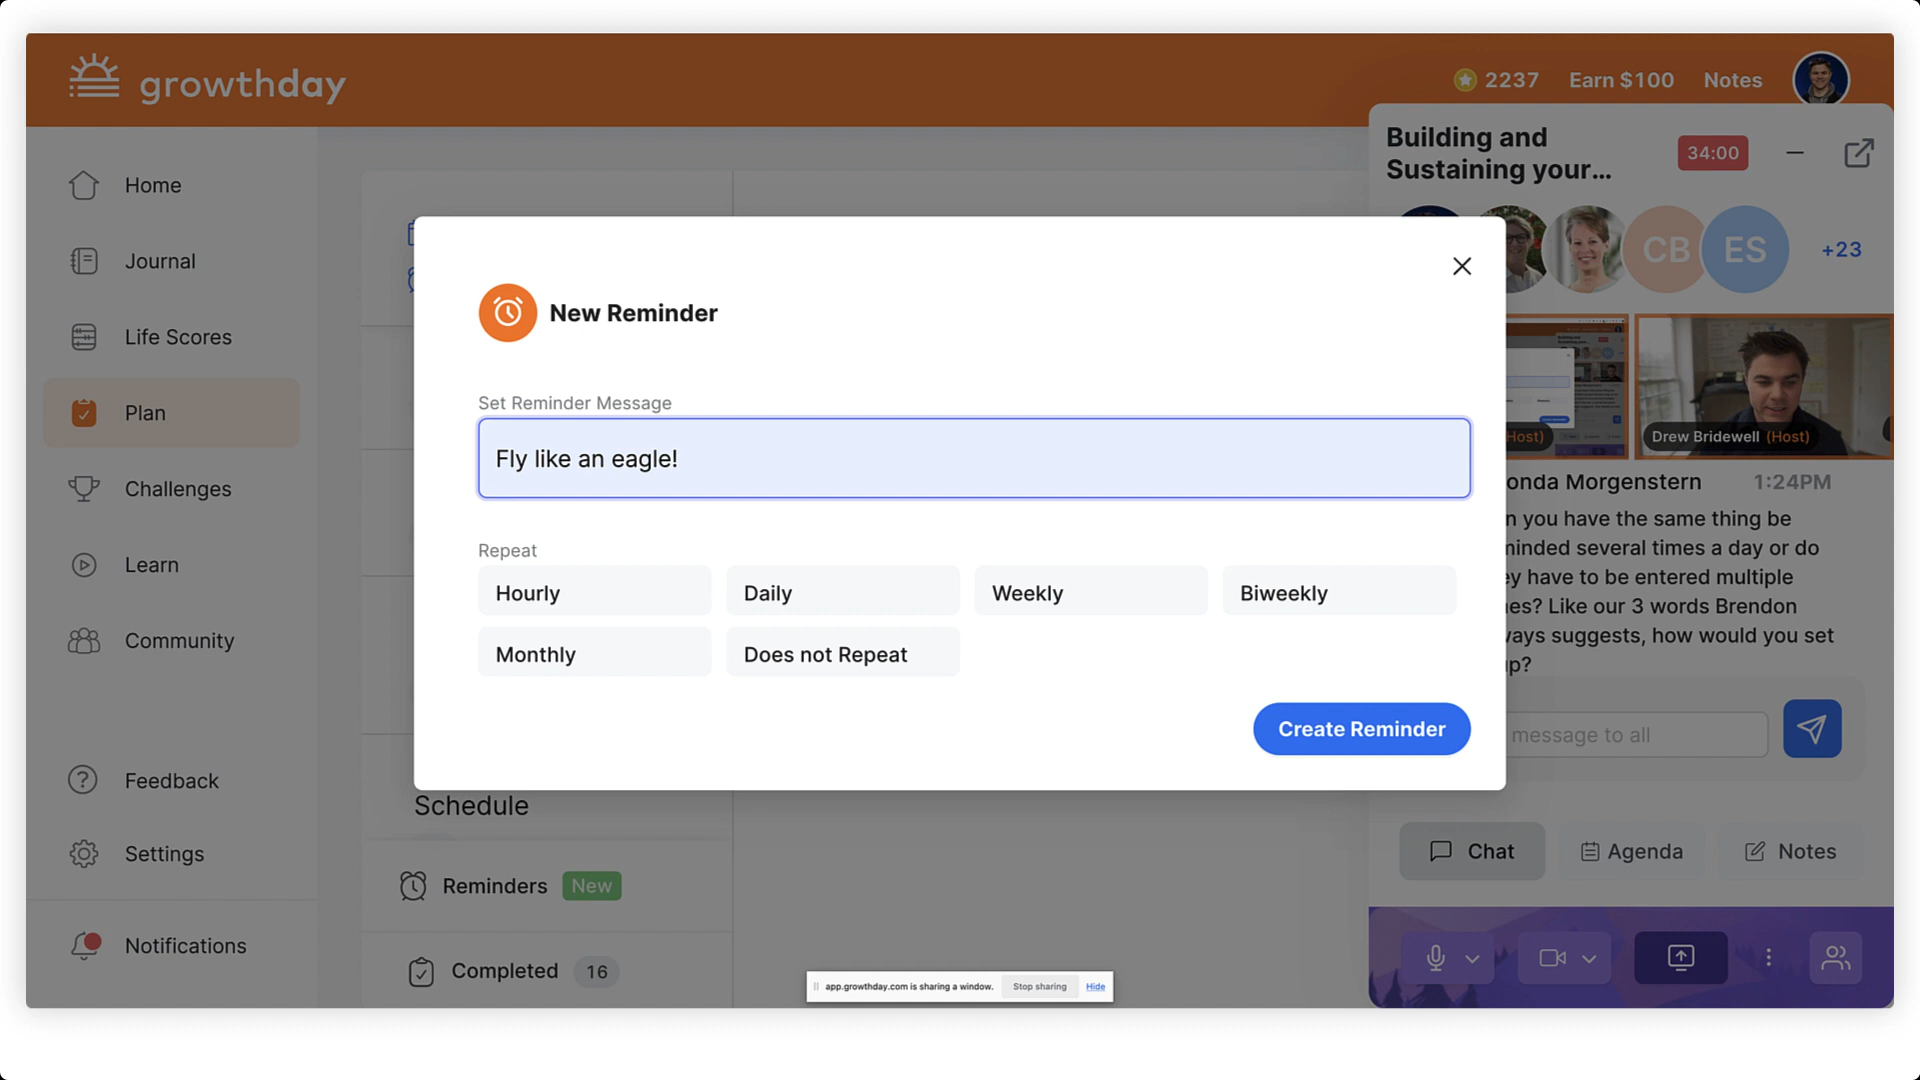 growthday
2237
Earn $100
Notes
Home
Journal
Life Scores
Plan
Challenges
Learn
Community
Feedback
Settings
Notifications
New Reminder
Set Reminder Message
Fly like an eagle!
Repeat
Hourly
Daily
Weekly
Biweekly
Monthly
Does not Repeat
Create Reminder
Schedule
Reminders New
Completed 16
Building and
Sustaining your...
34:00
CB
ES
+23
Host)
Drew Bridewell (Host)
onda Morgenstern 1:24PM
n you have the same thing be
minded several times a day or do
ey have to be entered multiple
es? Like our 3 words Brendon
ways suggests, how would you set
p?
message to all
Chat
Agenda
Notes
app.growthday.com is sharing a window.
Stop sharing
Hide